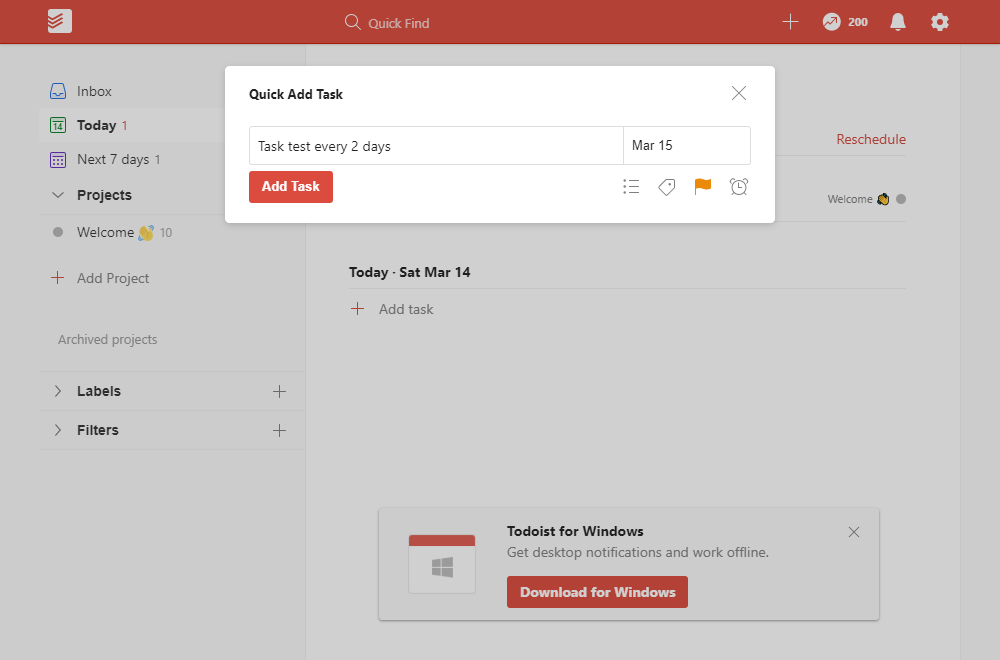 Quick Find
200
Inbox
14 Today 1
Next 7 days 1
Projects
Welcome 10
Add Project
Archived projects
Labels
Filters
Quick Add Task
Task test every 2 days
Mar 15
Add Task
Reschedule
Welcome
Today · Sat Mar 14
Add task
Todoist for Windows
Get desktop notifications and work offline.
Download for Windows